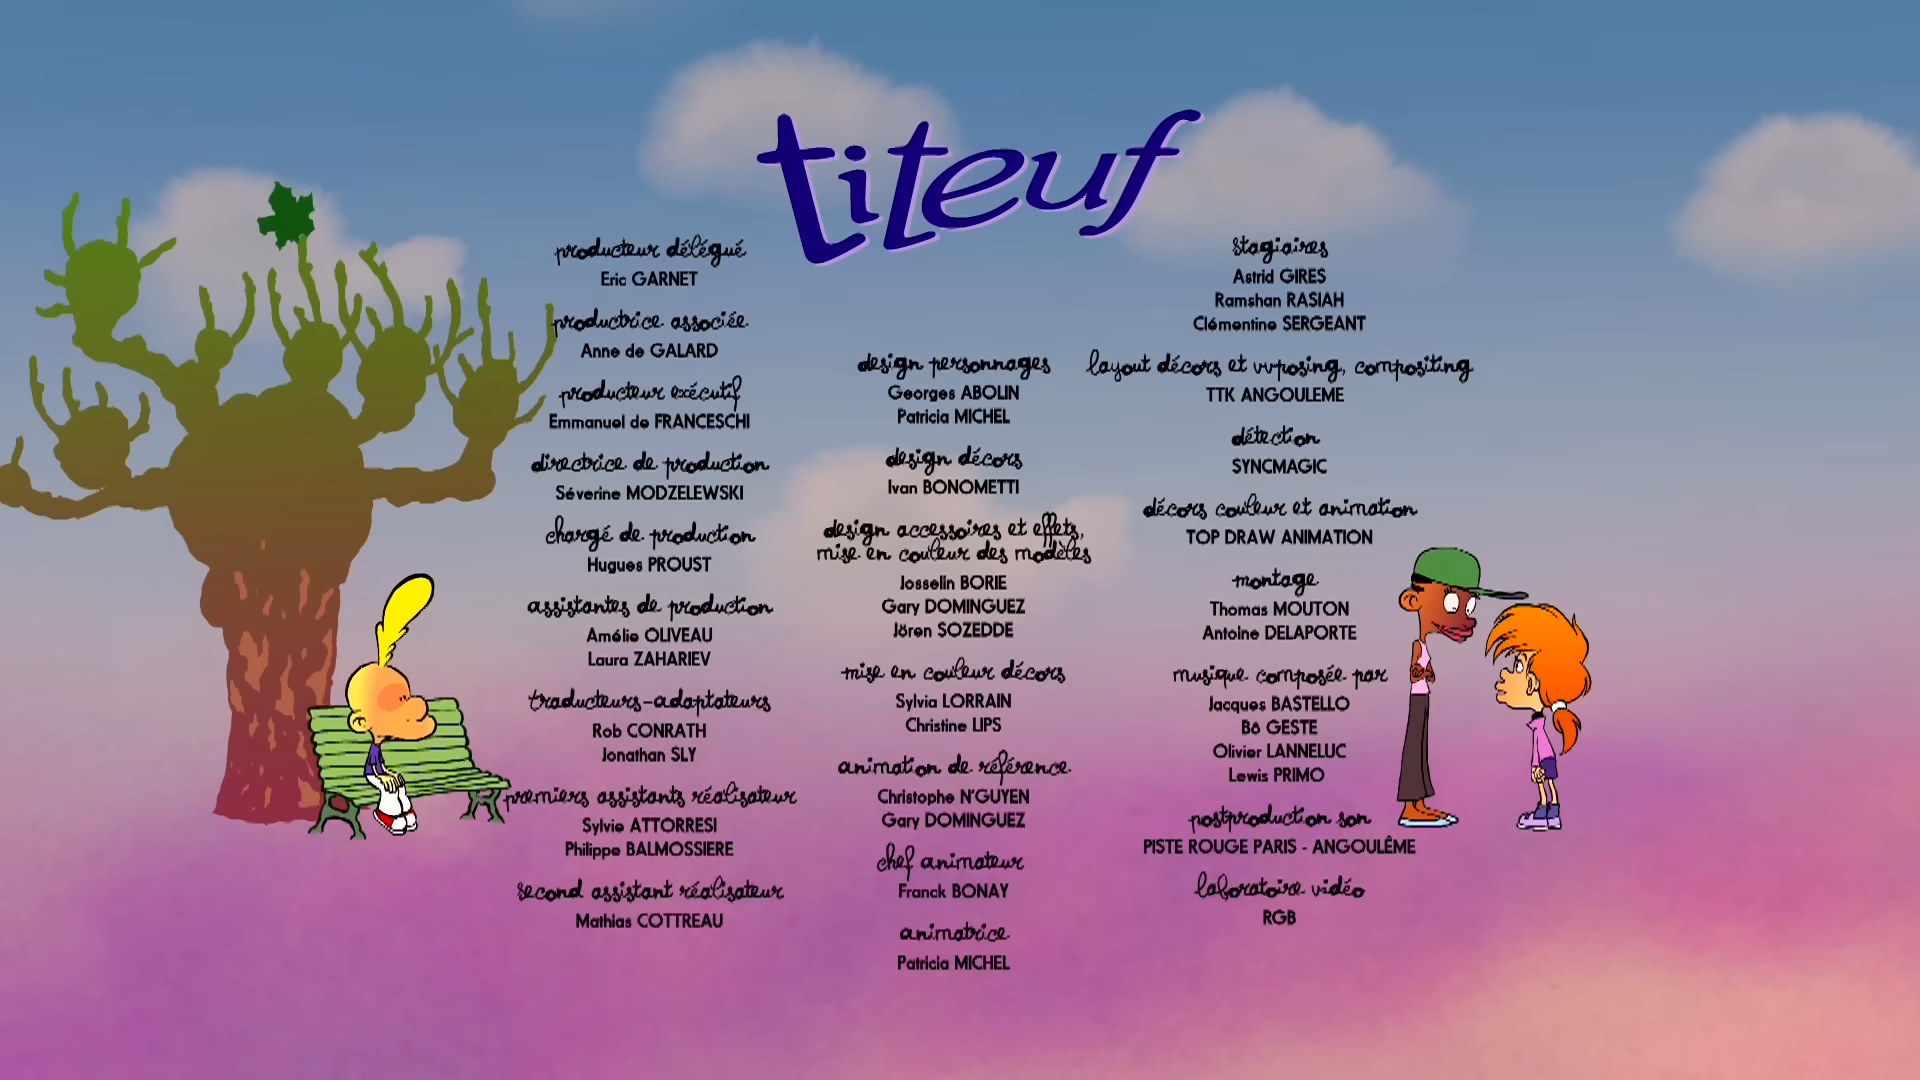 titeuf
producteur délégué
Eric GARNET
productrice associée
Anne de GALARD
producteur exécutif
Emmanuel de FRANCESCHI
directrice de production
Séverine MODZELEWSKI
chargé de production
Hugues PROUST
assistantes de production
Amélie OLIVEAU
Laura ZAHARIEV
traducteurs-adaptateurs
Rob CONRATH
Jonathan SLY
premiers assistants réalisateur
Sylvie ATTORRESI
Philippe BALMOSSIERE
second assistant réalisateur
Mathias COTTREAU
design personnages
Georges ABOLIN
Patricia MICHEL
design décors
Ivan BONOMETTI
design accessoires et effets,
mise en couleur des modèles
Josselin BORIE
Gary DOMINGUEZ
Jören SOZEDDE
mise en couleur décors
Sylvia LORRAIN
Christine LIPS
animation de référence
Christophe N'GUYEN
Gary DOMINGUEZ
chef animateur
Franck BONAY
animatrice
Patricia MICHEL
stagiaires
Astrid GIRES
Ramshan RASIAH
Clémentine SERGEANT
layout décors et posing, compositing
TTK ANGOULEME
détection
SYNCMAGIC
décors couleur et animation
TOP DRAW ANIMATION
montage
Thomas MOUTON
Antoine DELAPORTE
musique composée par
Jacques BASTELLO
Bô GESTE
Olivier LANNELUC
Lewis PRIMO
postproduction son
PISTE ROUGE PARIS - ANGOULÊME
laboratoire vidéo
RGB